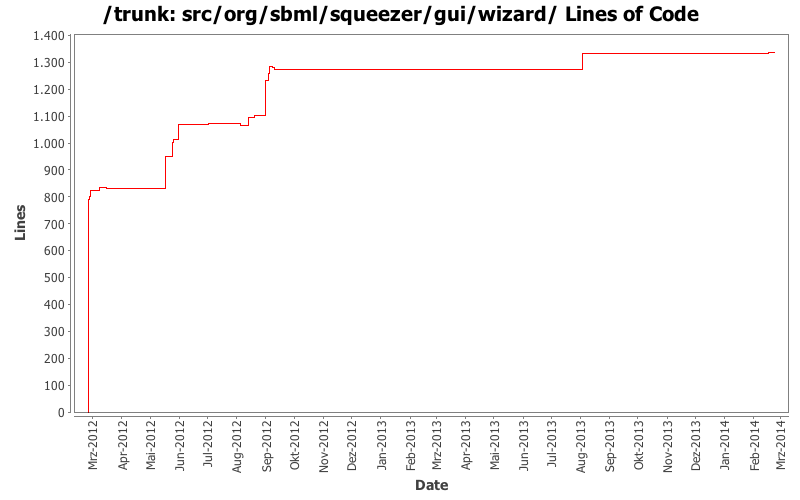 /trunk: src/org/sbml/squeezer/gui/wizard/ Lines of Code
1.400
1.300
1.200
1.100
1.000
900
800
700
600
500
400
300
200
100
0
Lines
Mrz-2012
Apr-2012
Mai-2012
Jun-2012
Jul-2012
Aug-2012
Sep-2012
Okt-2012
Nov-2012
Dez-2012
Jan-2013
Feb-2013
Mrz-2013
Apr-2013
Mai-2013
Jun-2013
Jul-2013
Aug-2013
Sep-2013
Okt-2013
Nov-2013
Dez-2013
Jan-2014
Feb-2014
Mrz-2014
Date